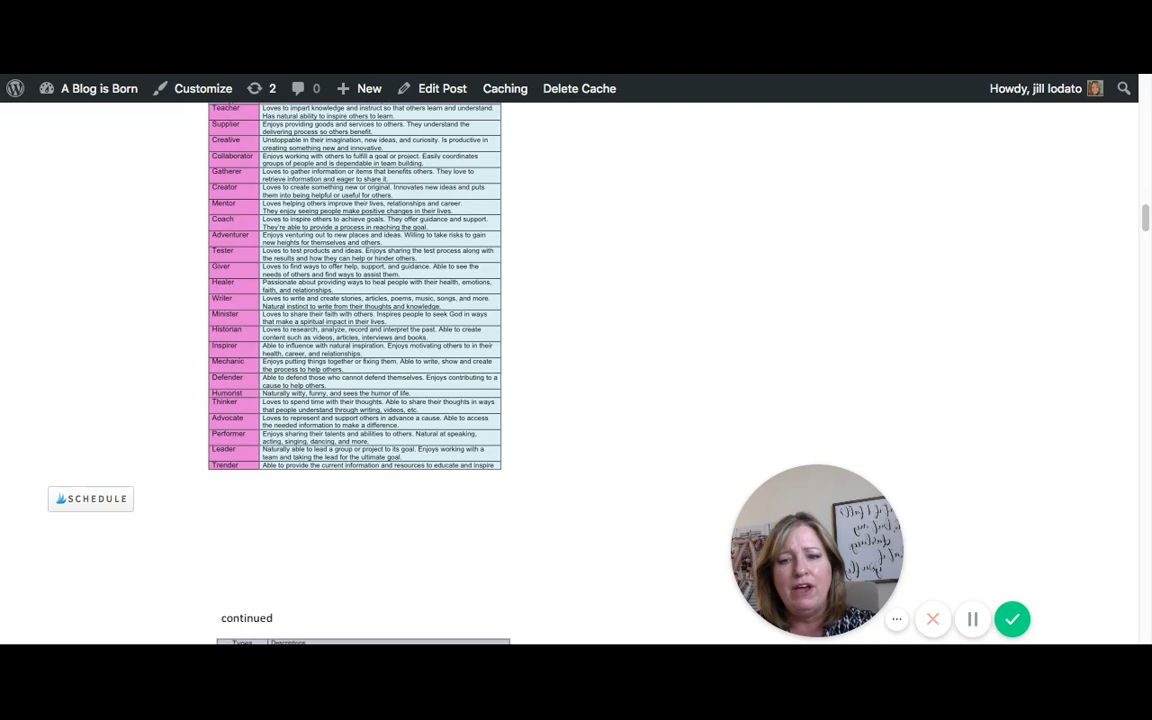 A Blog is Born Customize 2 0 New Edit Post Caching Delete Cache Howdy, jill lodato
Teacher Loves to impart knowledge and instruct so that others learn and understand.
Has natural ability to inspire others to learn.
Supplier Enjoys providing goods and services to others. They understand the
delivering process so others benefit.
Creative Unstoppable in their imagination, new ideas, and curiosity. Is productive in
creating something new and innovative.
Collaborator Enjoys working with others to fulfill a goal or project. Easily coordinates
groups of people and is dependable in team building.
Gatherer Loves to gather information or items that benefits others. They love to
retrieve information and eager to share it.
Creator Loves to create something new or original. Innovates new ideas and puts
them into being helpful or useful for others.
Mentor Loves helping others improve their lives, relationships and career.
They enjoy seeing people make positive changes in their lives.
Coach Loves to inspire others to achieve goals. They offer guidance and support.
They're able to provide a process in reaching the goal.
Adventurer Enjoys venturing out to new places and ideas. Willing to take risks to gain
new heights for themselves and others.
Tester Loves to test products and ideas. Enjoys sharing the test process along with
the results and how they can help or hinder others.
Giver Loves to find ways to offer help, support, and guidance. Able to see the
needs of others and find ways to assist them.
Healer Passionate about providing ways to heal people with their health, emotions,
faith, and relationships.
Writer Loves to write and create stories, articles, poems, music, songs, and more.
Natural instinct to write from their thoughts and knowledge.
Minister Loves to share their faith with others. Inspires people to seek God in ways
that make a spiritual impact in their lives.
Historian Loves to research, analyze, record and interpret the past. Able to create
content such as videos, articles, interviews and books.
Inspirer Able to influence with natural inspiration. Enjoys motivating others to in their
health, career, and relationships.
Mechanic Enjoys putting things together or fixing them. Able to write, show and create
the process to help others.
Defender Able to defend those who cannot defend themselves. Enjoys contributing to a
cause to help others.
Humorist Naturally witty, funny, and sees the humor of life.
Thinker Loves to spend time with their thoughts. Able to share their thoughts in ways
that people understand through writing, videos, etc.
Advocate Loves to represent and support others in advance a cause. Able to access
the needed information to make a difference.
Performer Enjoys sharing their talents and abilities to others. Natural at speaking,
acting, singing, dancing, and more.
Leader Naturally able to lead a group or project to its goal. Enjoys working with a
team and taking the lead for the ultimate goal.
Trender Able to provide the current information and resources to educate and inspire
SCHEDULE
continued
Types Descriptons